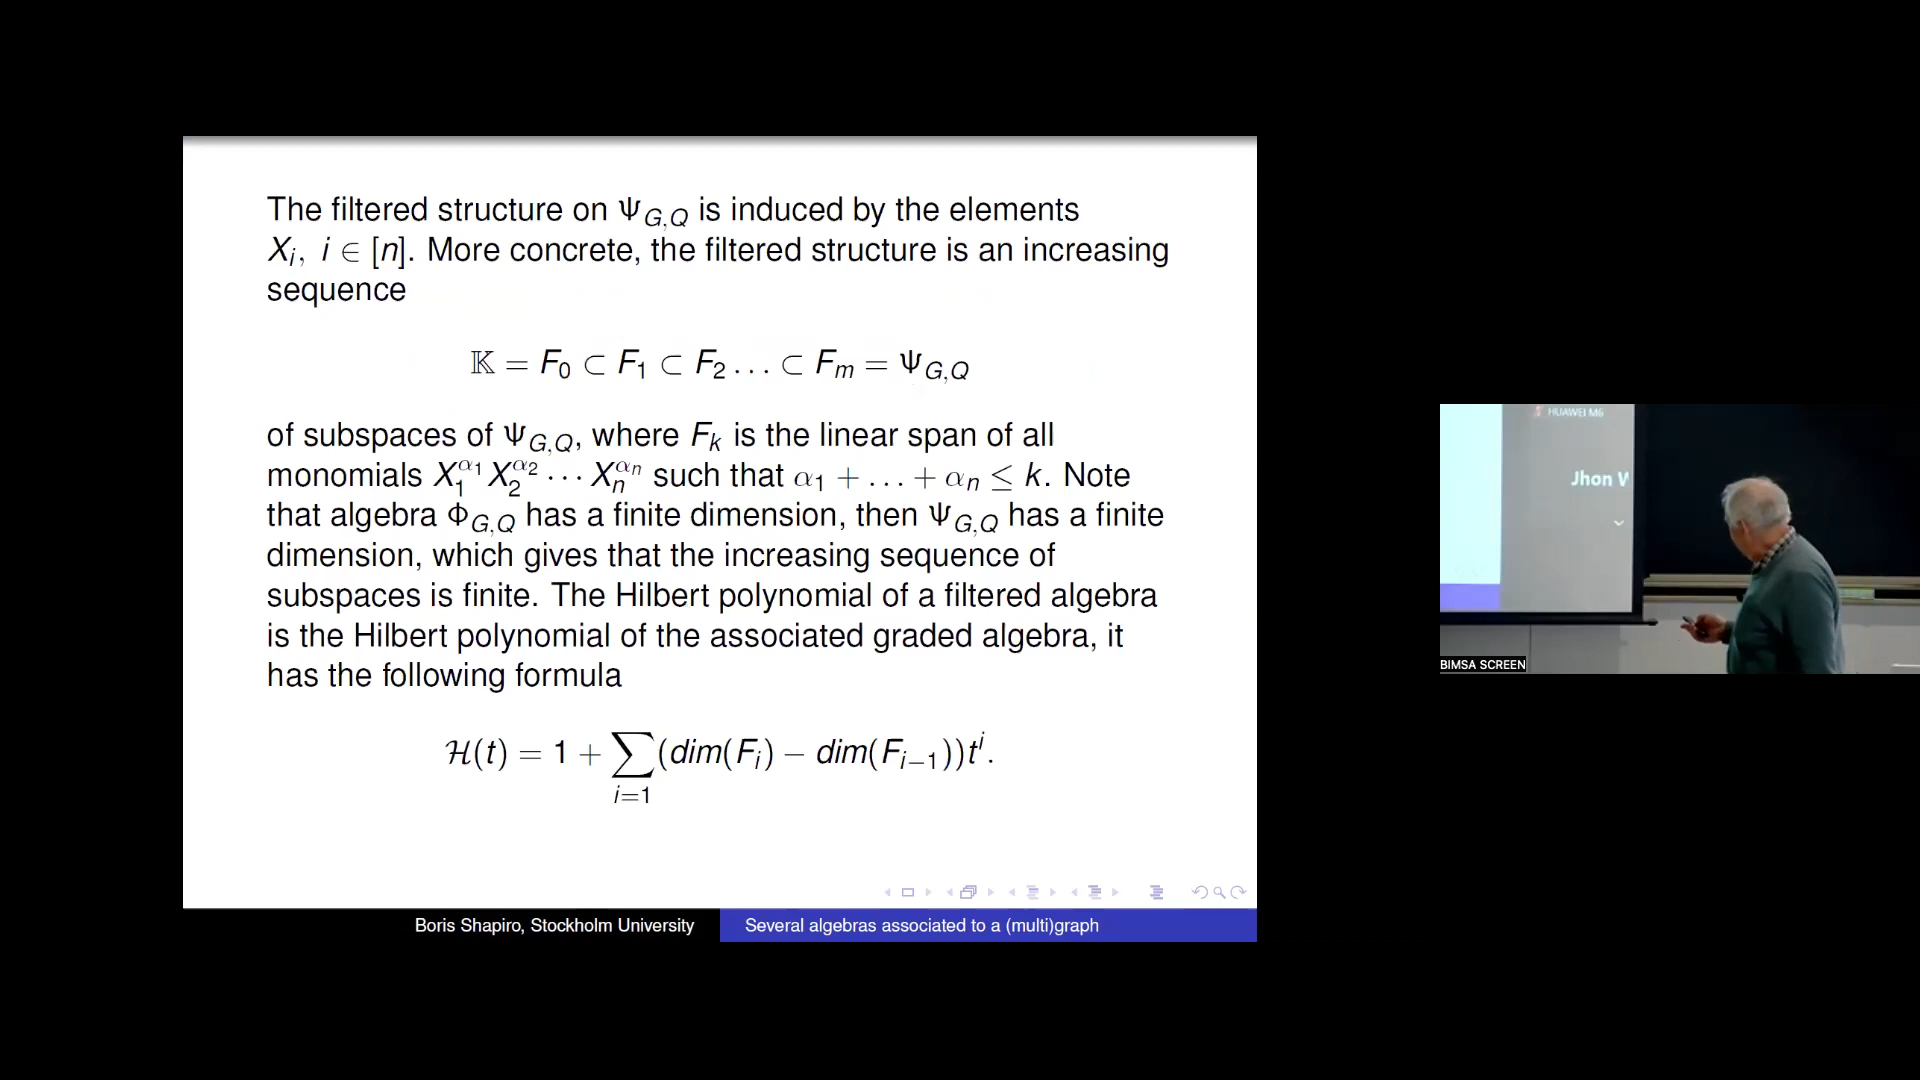 The filtered structure on Ψ_{G,Q} is induced by the elements
X_i, i ∈ [n]. More concrete, the filtered structure is an increasing
sequence
𝕂 = F_0 ⊂ F_1 ⊂ F_2 … ⊂ F_m = Ψ_{G,Q}
of subspaces of Ψ_{G,Q}, where F_k is the linear span of all
monomials X_1^{α_1} X_2^{α_2} ⋯ X_n^{α_n} such that α_1 + … + α_n ≤ k. Note
that algebra Φ_{G,Q} has a finite dimension, then Ψ_{G,Q} has a finite
dimension, which gives that the increasing sequence of
subspaces is finite. The Hilbert polynomial of a filtered algebra
is the Hilbert polynomial of the associated graded algebra, it
has the following formula
ℋ(t) = 1 + ∑_{i=1} (dim(F_i) − dim(F_{i−1}))t^i.
Boris Shapiro, Stockholm University
Several algebras associated to a (multi)graph
HUAWEI M6
Jhon
BIMSA SCREEN